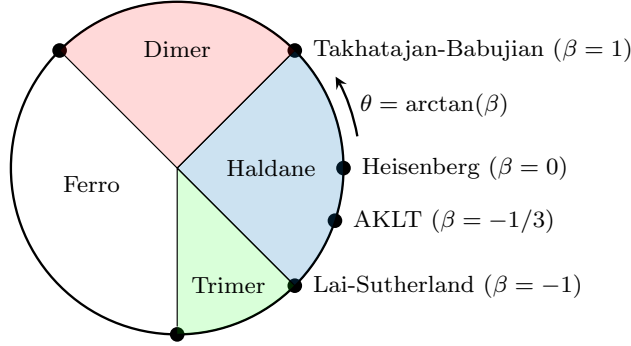 Dimer
Takhatajan-Babujian (β = 1)
θ = arctan(β)
Haldane
Heisenberg (β = 0)
Ferro
AKLT (β = −1/3)
Trimer
Lai-Sutherland (β = −1)